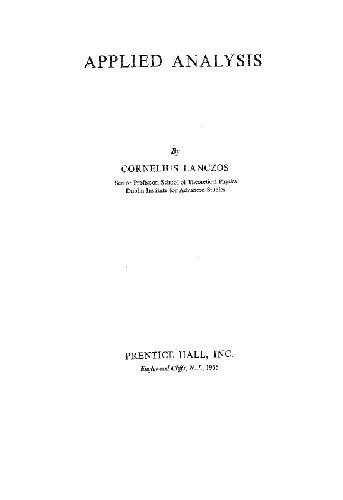 APPLIED ANALYSIS
By
CORNELIUS LANCZOS
Senior Professor, School of Theoretical Physics
Dublin Institute for Advanced Studies
PRENTICE HALL, INC.
Englewood Cliffs, N. J., 1956